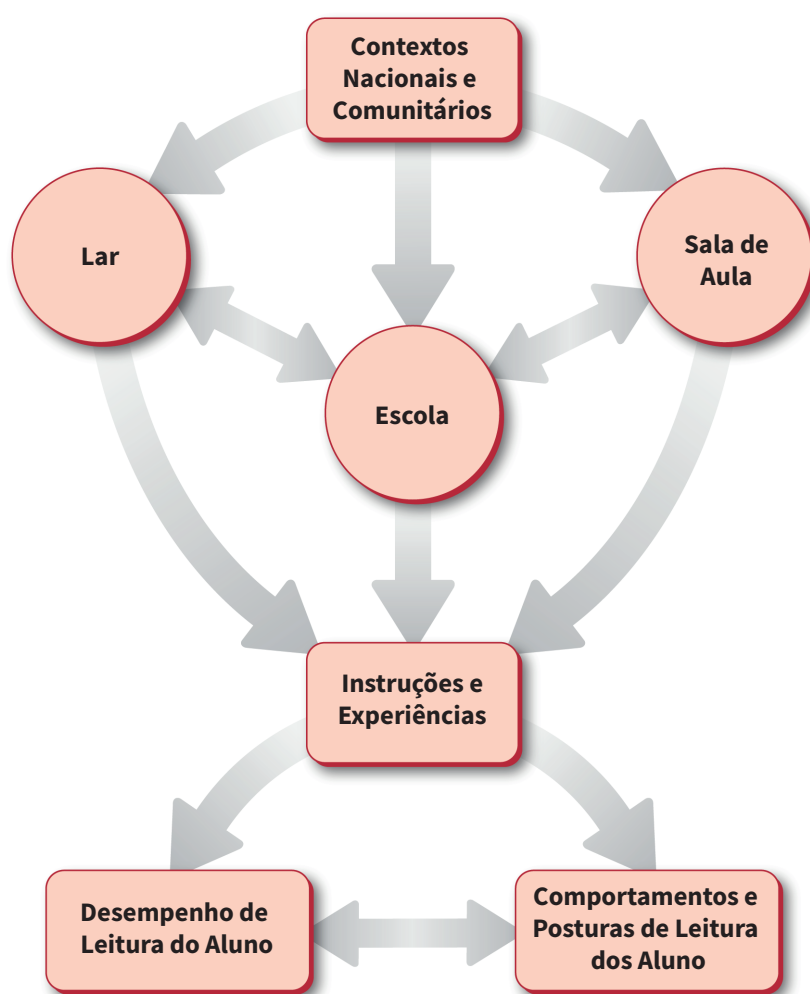 Contextos
Nacionais e
Comunitários
Lar
Sala de
Aula
Escola
Instruções e
Experiências
Desempenho de
Leitura do Aluno
Comportamentos e
Posturas de Leitura
dos Aluno